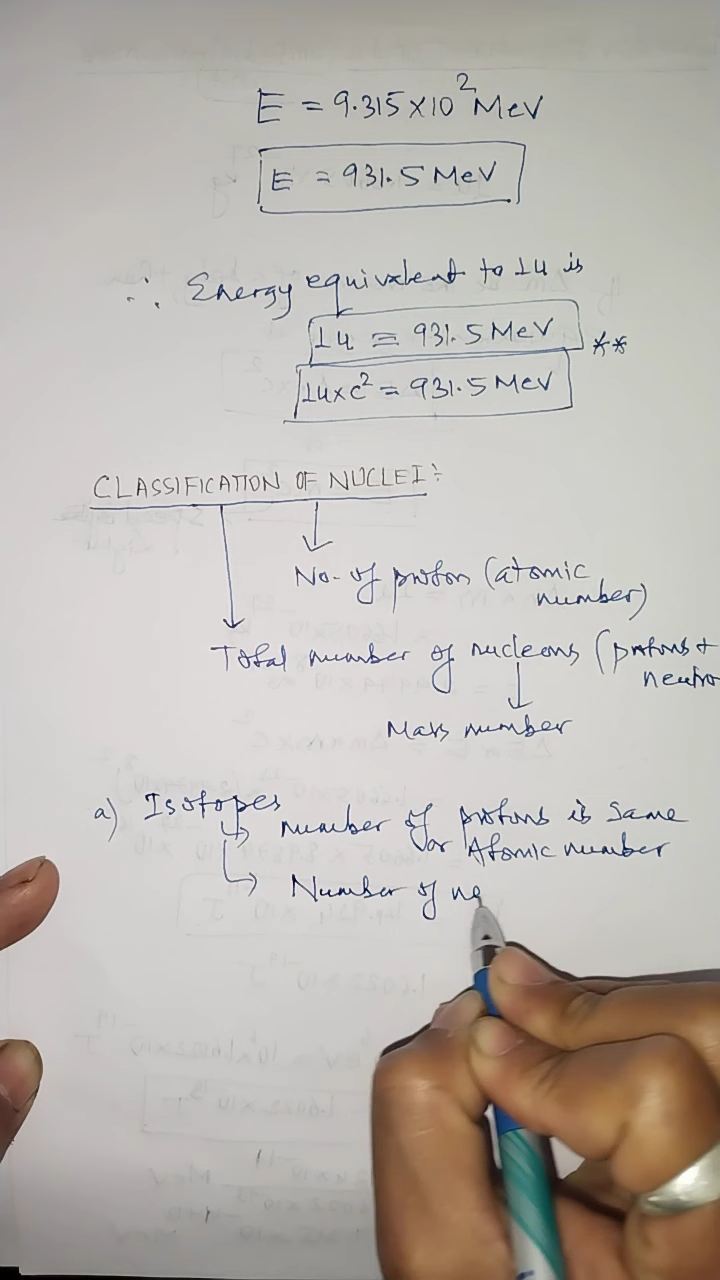 E = 9.315×10² MeV
E = 931.5 MeV
∴ Energy equivalent to 1u is
1u = 931.5 MeV
**
1u×c² = 931.5 MeV
CLASSIFICATION OF NUCLEI:
No. of proton (atomic
number)
Total number of nucleons (protons +
neutro
Mass number
a) Isotopes
↳ number of protons is same
or Atomic number
↳ Number of ne